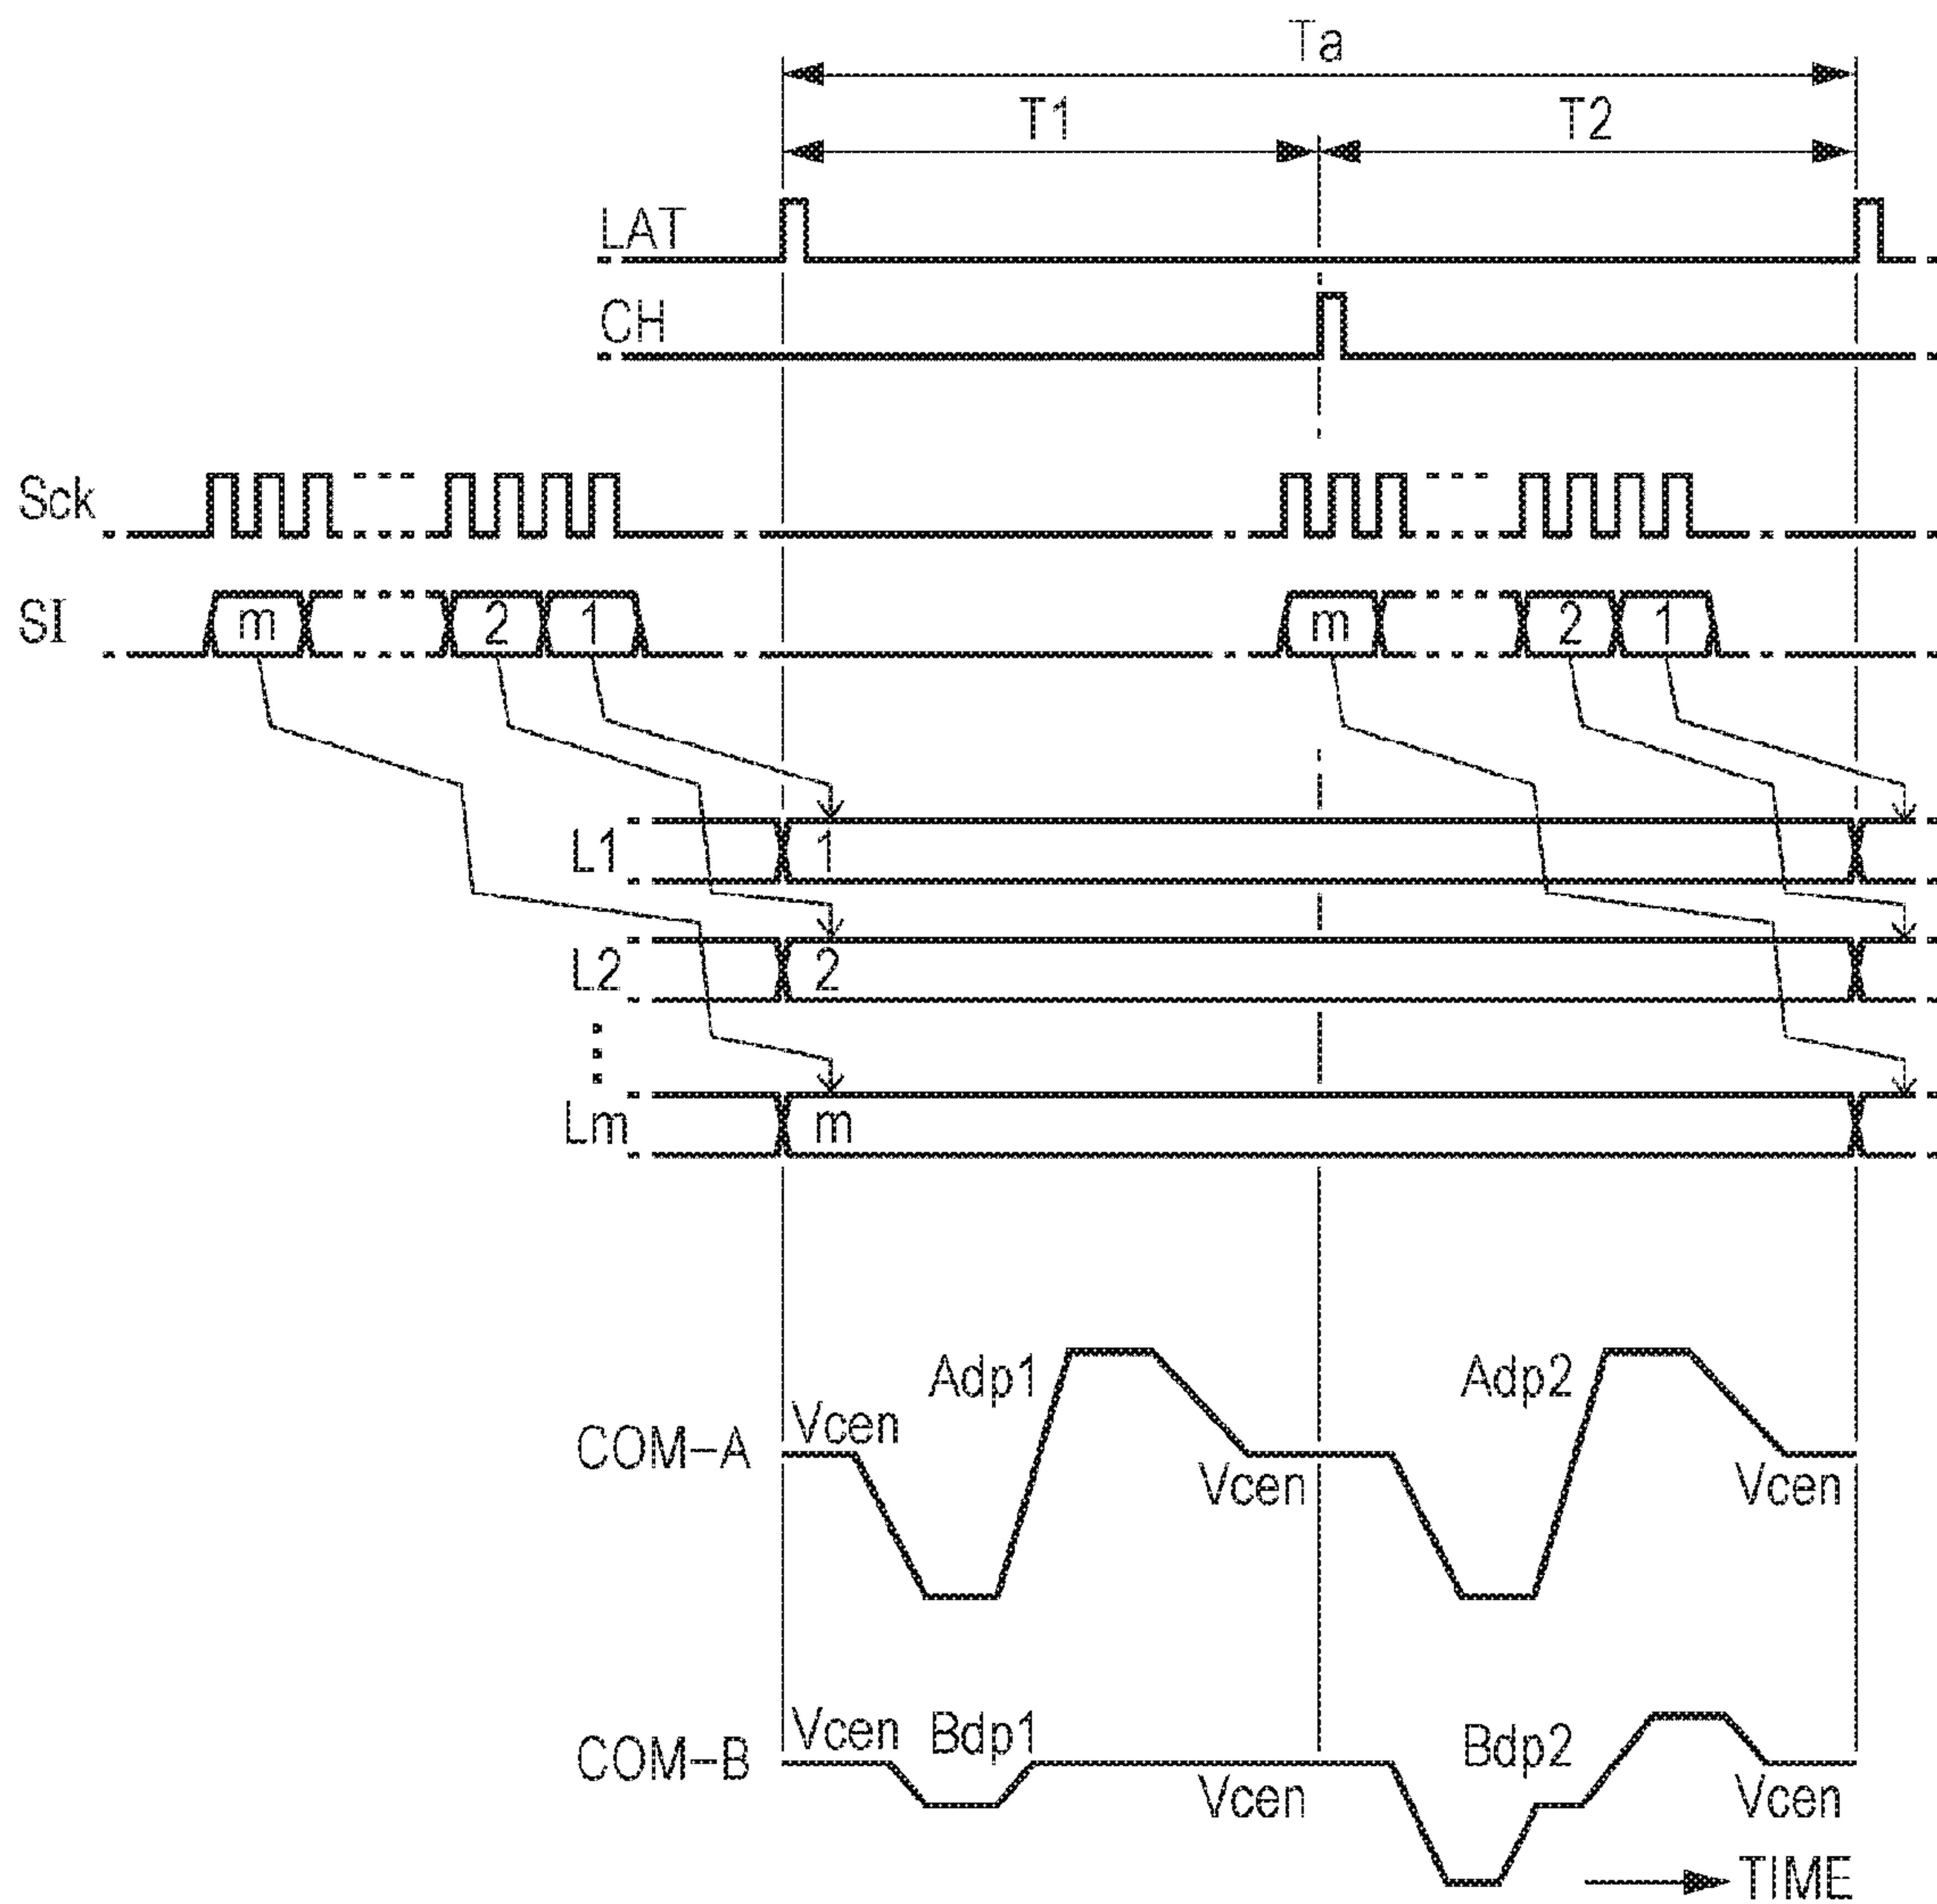 Ta
T1 T2
LAT
CH
Sck
SI m 2 1 m 2 1
L1 1
L2 2
Lm m
Adp1 Adp2
Vcen
COM-A
Vcen Vcen
Vcen Bdp1 Bdp2
COM-B
Vcen Vcen
TIME